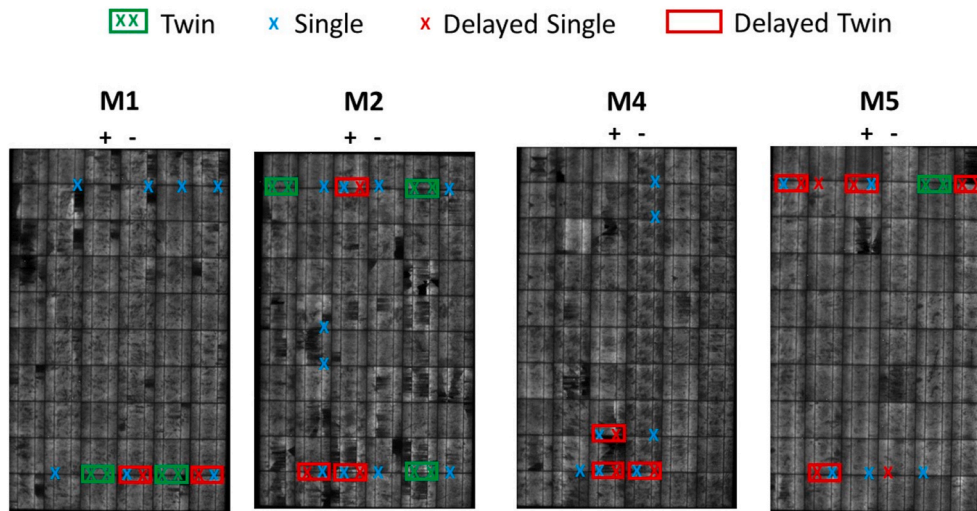 XX Twin X Single X Delayed Single Delayed Twin
M1 M2 M4 M5
+ - + - + - + -